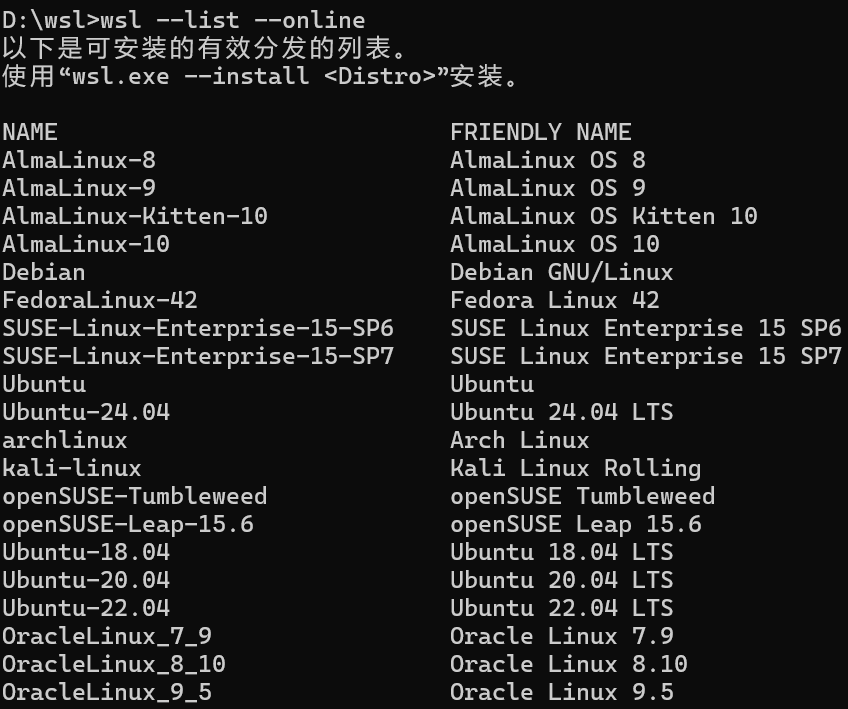 D:\wsl>wsl --list --online
以下是可安装的有效分发的列表。
使用“wsl.exe --install <Distro>”安装。

NAME                            FRIENDLY NAME
AlmaLinux-8                     AlmaLinux OS 8
AlmaLinux-9                     AlmaLinux OS 9
AlmaLinux-Kitten-10             AlmaLinux OS Kitten 10
AlmaLinux-10                    AlmaLinux OS 10
Debian                          Debian GNU/Linux
FedoraLinux-42                  Fedora Linux 42
SUSE-Linux-Enterprise-15-SP6    SUSE Linux Enterprise 15 SP6
SUSE-Linux-Enterprise-15-SP7    SUSE Linux Enterprise 15 SP7
Ubuntu                          Ubuntu
Ubuntu-24.04                    Ubuntu 24.04 LTS
archlinux                       Arch Linux
kali-linux                      Kali Linux Rolling
openSUSE-Tumbleweed             openSUSE Tumbleweed
openSUSE-Leap-15.6              openSUSE Leap 15.6
Ubuntu-18.04                    Ubuntu 18.04 LTS
Ubuntu-20.04                    Ubuntu 20.04 LTS
Ubuntu-22.04                    Ubuntu 22.04 LTS
OracleLinux_7_9                 Oracle Linux 7.9
OracleLinux_8_10                Oracle Linux 8.10
OracleLinux_9_5                 Oracle Linux 9.5